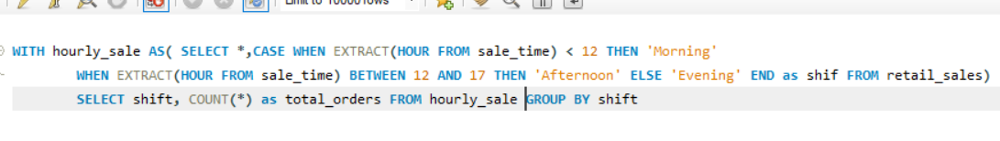 Limit to 100001ows
WITH hourly_sale AS( SELECT *,CASE WHEN EXTRACT(HOUR FROM sale_time) < 12 THEN 'Morning'
WHEN EXTRACT(HOUR FROM sale_time) BETWEEN 12 AND 17 THEN 'Afternoon' ELSE 'Evening' END as shif FROM retail_sales)
SELECT shift, COUNT(*) as total_orders FROM hourly_sale GROUP BY shift